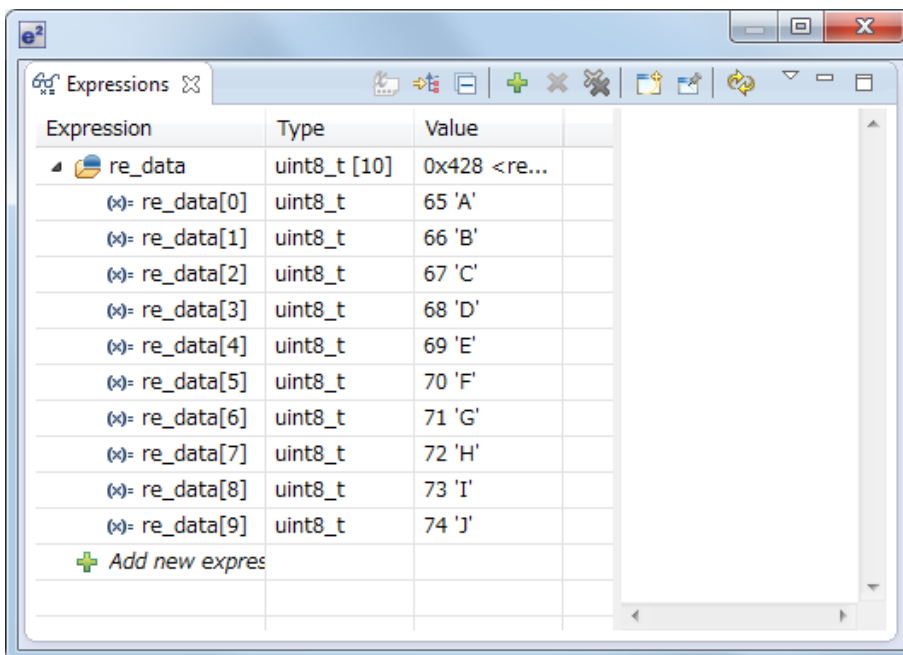 e²
Expressions
Expression Type Value
re_data uint8_t [10] 0x428 <re...
(x)= re_data[0] uint8_t 65 'A'
(x)= re_data[1] uint8_t 66 'B'
(x)= re_data[2] uint8_t 67 'C'
(x)= re_data[3] uint8_t 68 'D'
(x)= re_data[4] uint8_t 69 'E'
(x)= re_data[5] uint8_t 70 'F'
(x)= re_data[6] uint8_t 71 'G'
(x)= re_data[7] uint8_t 72 'H'
(x)= re_data[8] uint8_t 73 'I'
(x)= re_data[9] uint8_t 74 'J'
Add new expres